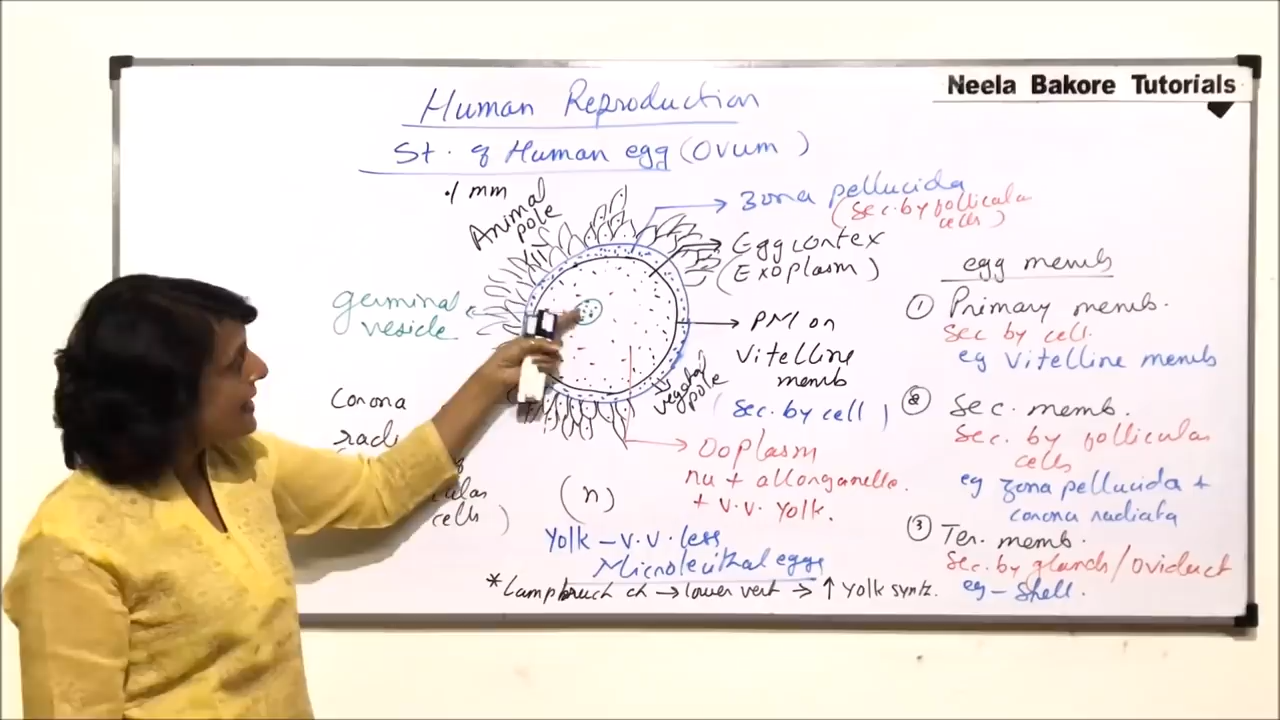 Neela Bakore Tutorials
Human Reproduction
St. of Human egg (Ovum)
.1 mm
Animal pole
Zona pellucida
(Sec. by follicular cells)
Egg cortex
(Exoplasm)
germinal vesicle
PM or
Vitelline
memb
(Sec. by cell)
vegetal pole
Corona
cells)
Ooplasm
nu + all organelle.
+ v.v. yolk.
(n)
Yolk – v.v. less
Microlecithal eggs
*Lampbruch ch → lower vert → ↑ yolk syntz.
egg memb
① Primary memb.
Sec by cell.
eg Vitelline memb
② Sec. memb.
Sec. by follicular
cells
eg zona pellucida +
corona radiata
③ Ter. memb.
Sec. by glands/oviduct
eg – Shell.